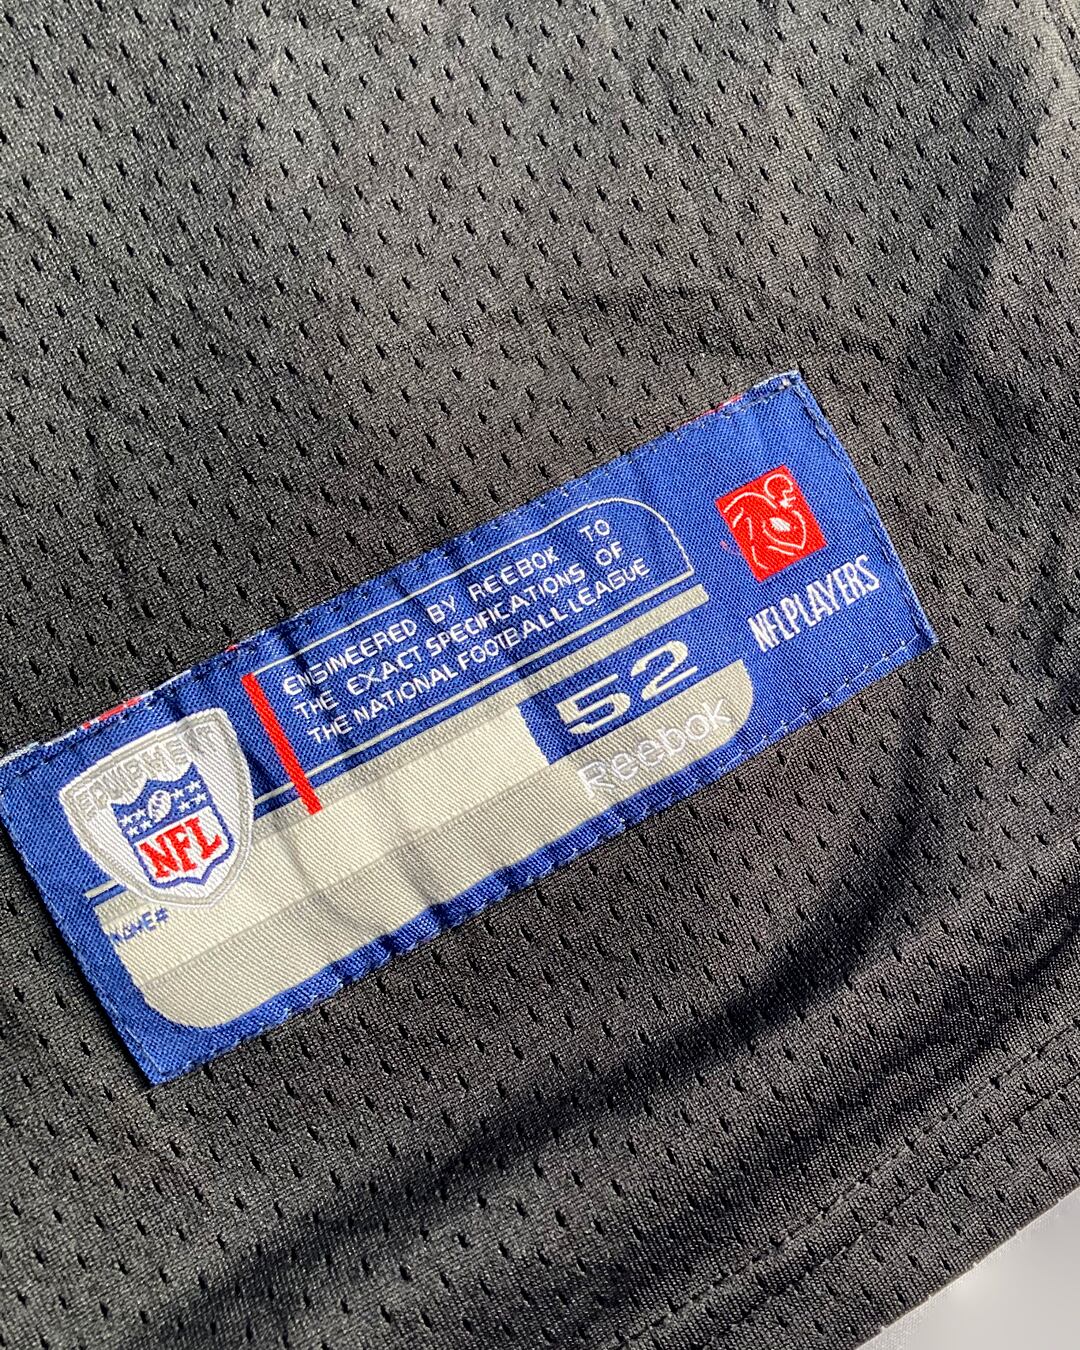 ENGINEERED BY REEBOK TO
THE EXACT SPECIFICATIONS OF
THE NATIONAL FOOTBALL LEAGUE
NFL PLAYERS
52
Reebok
EQUIPMENT
NFL
NAME#